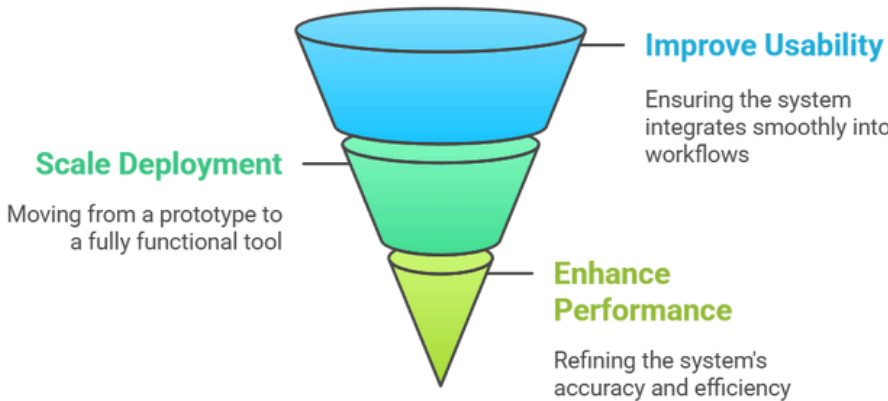 Improve Usability
Ensuring the system
integrates smoothly into
workflows
Scale Deployment
Moving from a prototype to
a fully functional tool
Enhance
Performance
Refining the system's
accuracy and efficiency